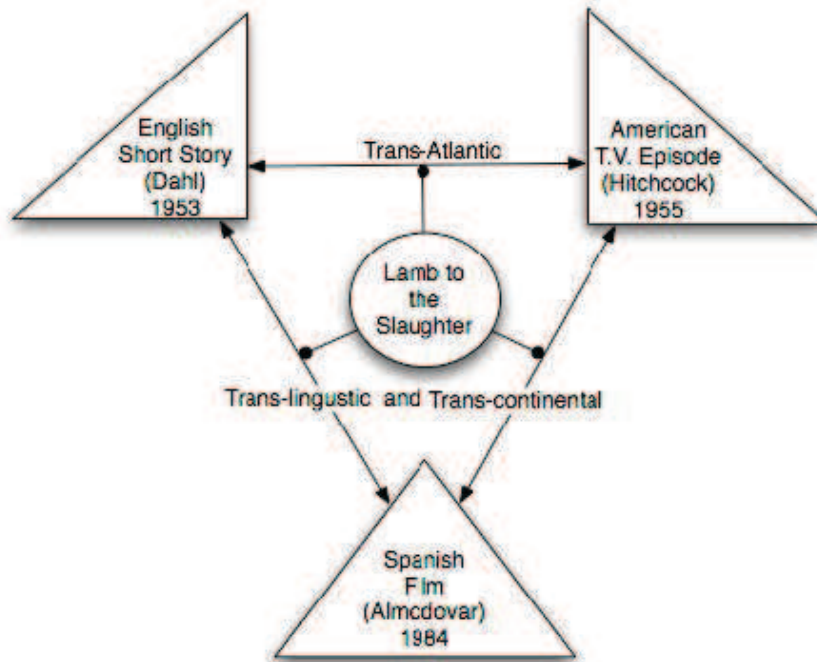 English
Short Story
(Dahl)
1953
Trans-Atlantic
American
T.V. Episode
(Hitchcock)
1955
Lamb to
the
Slaughter
Trans-lingustic and Trans-continental
Spanish
FIm
(Almcdovar)
1984